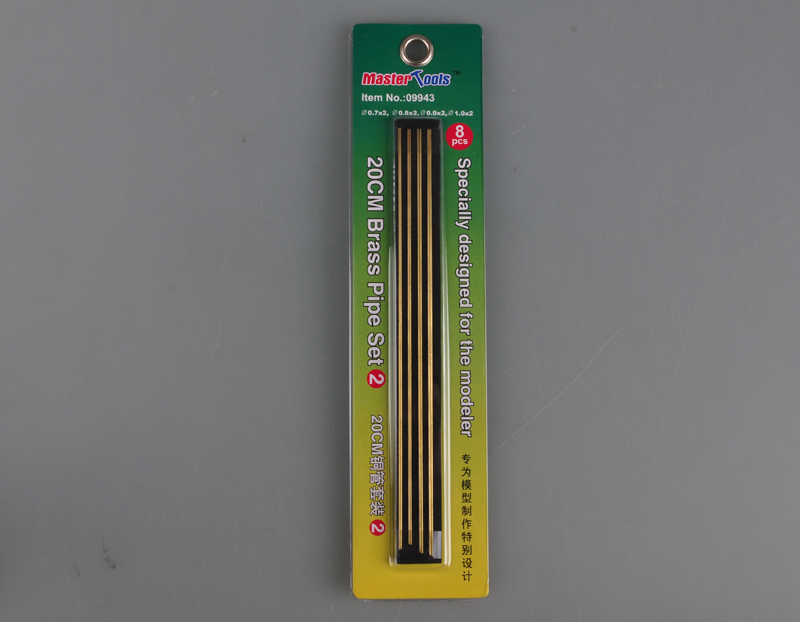 MasterTools™
Item No.:09943
Ø0.7x2, Ø0.8x2, Ø0.9x2, Ø1.0x2
8
pcs
Specially designed for the modeler
专为模型制作特别设计
20CM Brass Pipe Set 2
20CM铜管套装 2